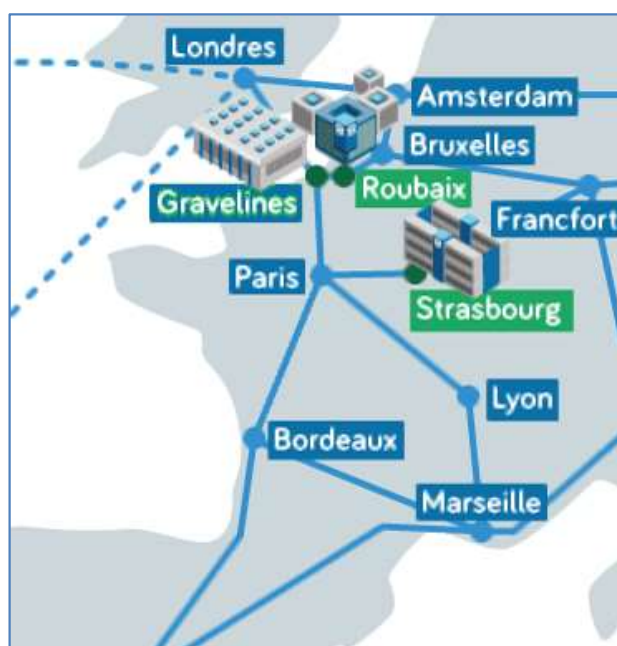 Londres
Amsterdam
Bruxelles
Gravelines
Roubaix
Francfort
Paris
Strasbourg
Lyon
Bordeaux
Marseille